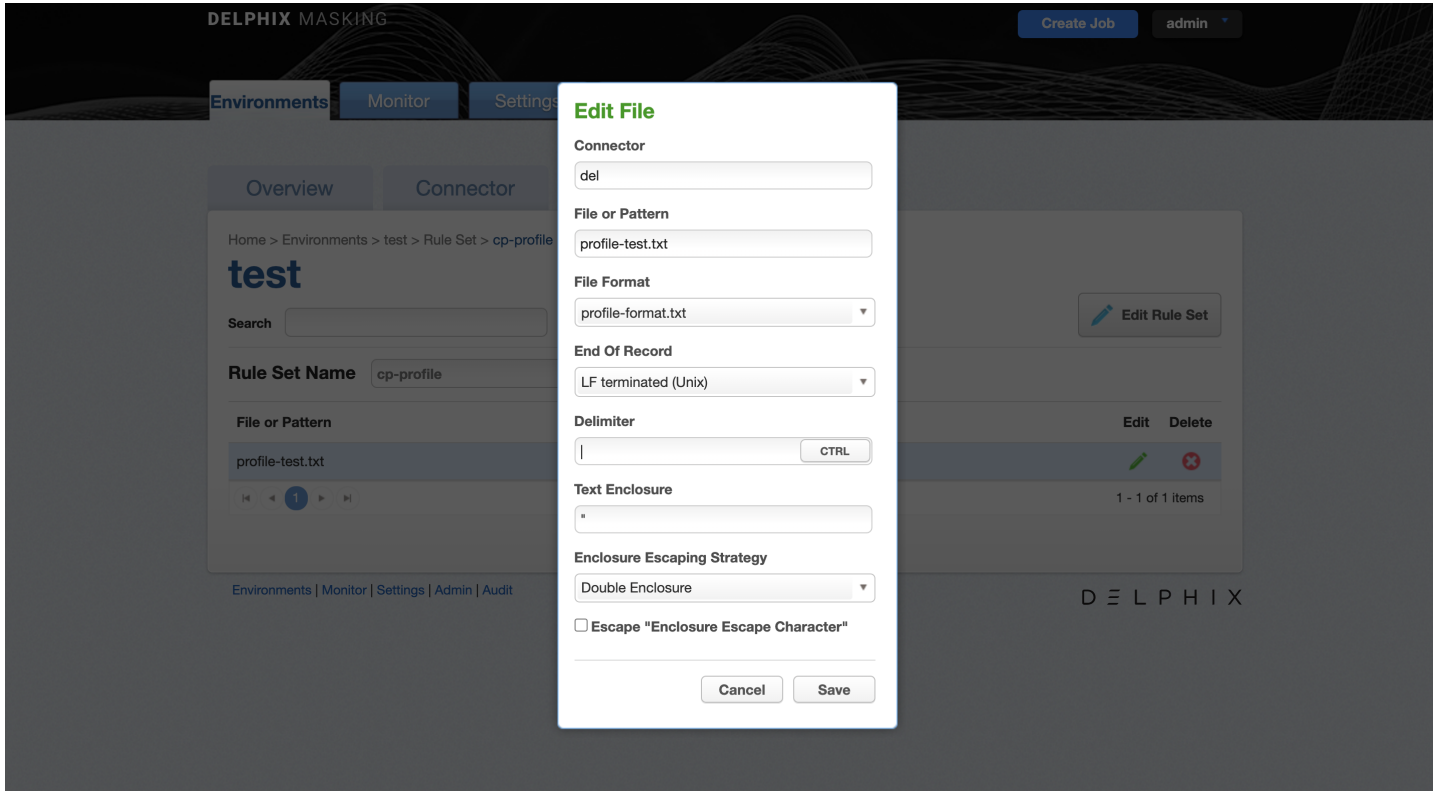 DELPHIX MASKING
Create Job
admin
Environments
Monitor
Settings
Overview
Connector
Home > Environments > test > Rule Set > cp-profile
test
Search
Edit Rule Set
Rule Set Name
cp-profile
File or Pattern
Edit
Delete
profile-test.txt
1
1 - 1 of 1 items
Environments | Monitor | Settings | Admin | Audit
DELPHIX
Edit File
Connector
del
File or Pattern
profile-test.txt
File Format
profile-format.txt
End Of Record
LF terminated (Unix)
Delimiter
|
CTRL
Text Enclosure
"
Enclosure Escaping Strategy
Double Enclosure
Escape "Enclosure Escape Character"
Cancel
Save